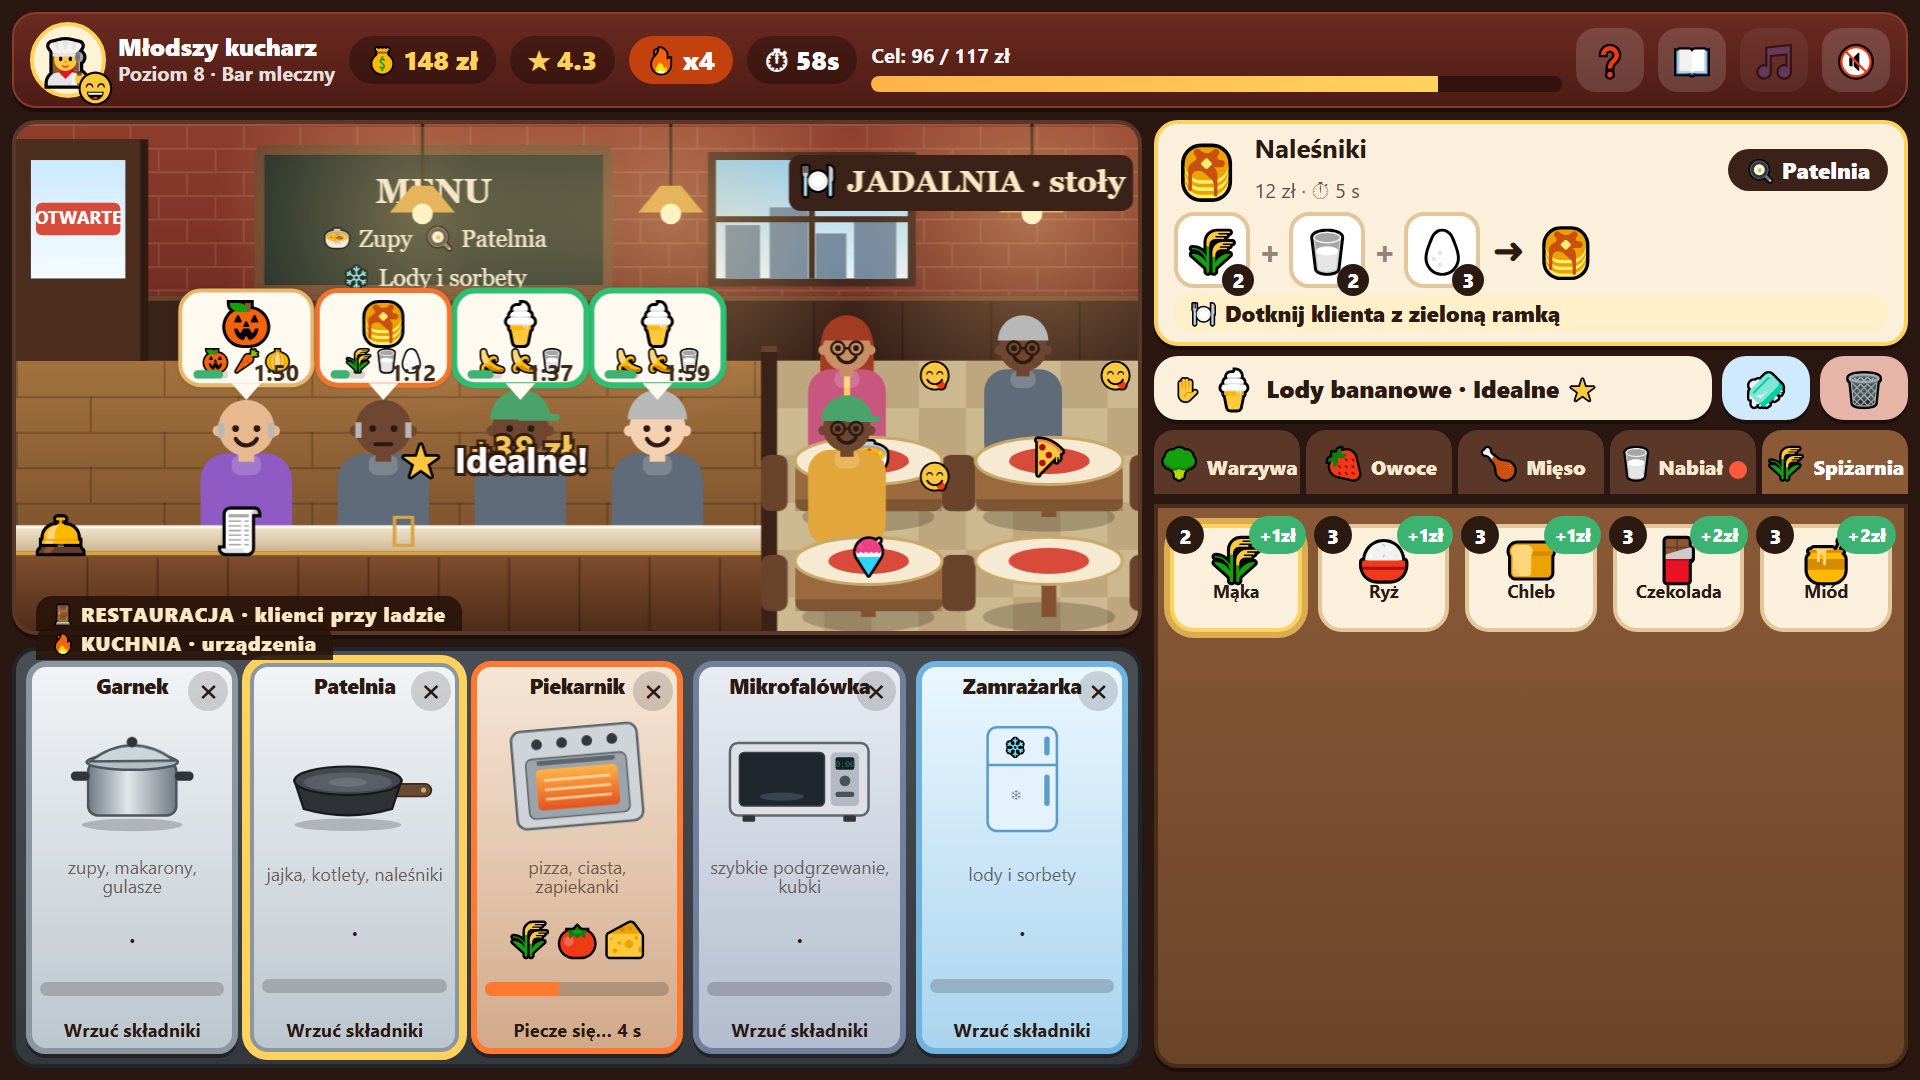 Młodszy kucharz
Poziom 8 · Bar mleczny
148 zł
★ 4.3
x4
58s
Cel: 96 / 117 zł
OTWARTE
MENU
Zupy Patelnia
Lody i sorbety
JADALNIA · stoły
1:50
1:12
1:37
1:59
Idealne!
RESTAURACJA · klienci przy ladzie
KUCHNIA · urządzenia
Garnek
zupy, makarony,
gulasze
Wrzuć składniki
Patelnia
jajka, kotlety, naleśniki
Wrzuć składniki
Piekarnik
pizza, ciasta,
zapiekanki
Piecze się... 4 s
Mikrofalówka
szybkie podgrzewanie,
kubki
Wrzuć składniki
Zamrażarka
lody i sorbety
Wrzuć składniki
Naleśniki
12 zł · 5 s
Patelnia
2 + 2 + 3 →
Dotknij klienta z zieloną ramką
Lody bananowe · Idealne
Warzywa
Owoce
Mięso
Nabiał
Spiżarnia
2 +1zł
Mąka
3 +1zł
Ryż
3 +1zł
Chleb
3 +2zł
Czekolada
3 +2zł
Miód